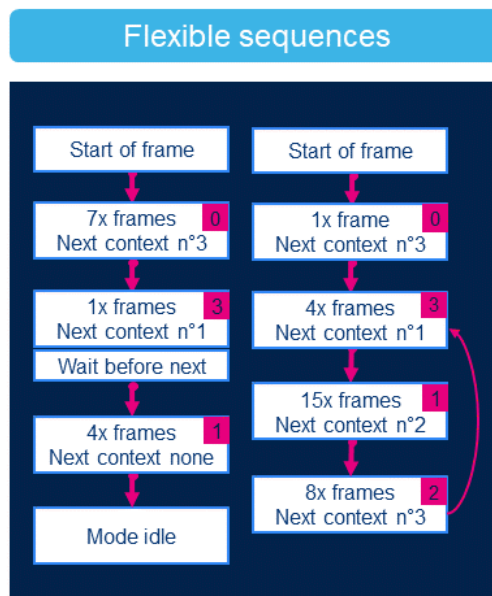 Flexible sequences
Start of frame
7x frames 0
Next context n°3
1x frames 3
Next context n°1
Wait before next
4x frames 1
Next context none
Mode idle
Start of frame
1x frame 0
Next context n°3
4x frames 3
Next context n°1
15x frames 1
Next context n°2
8x frames 2
Next context n°3